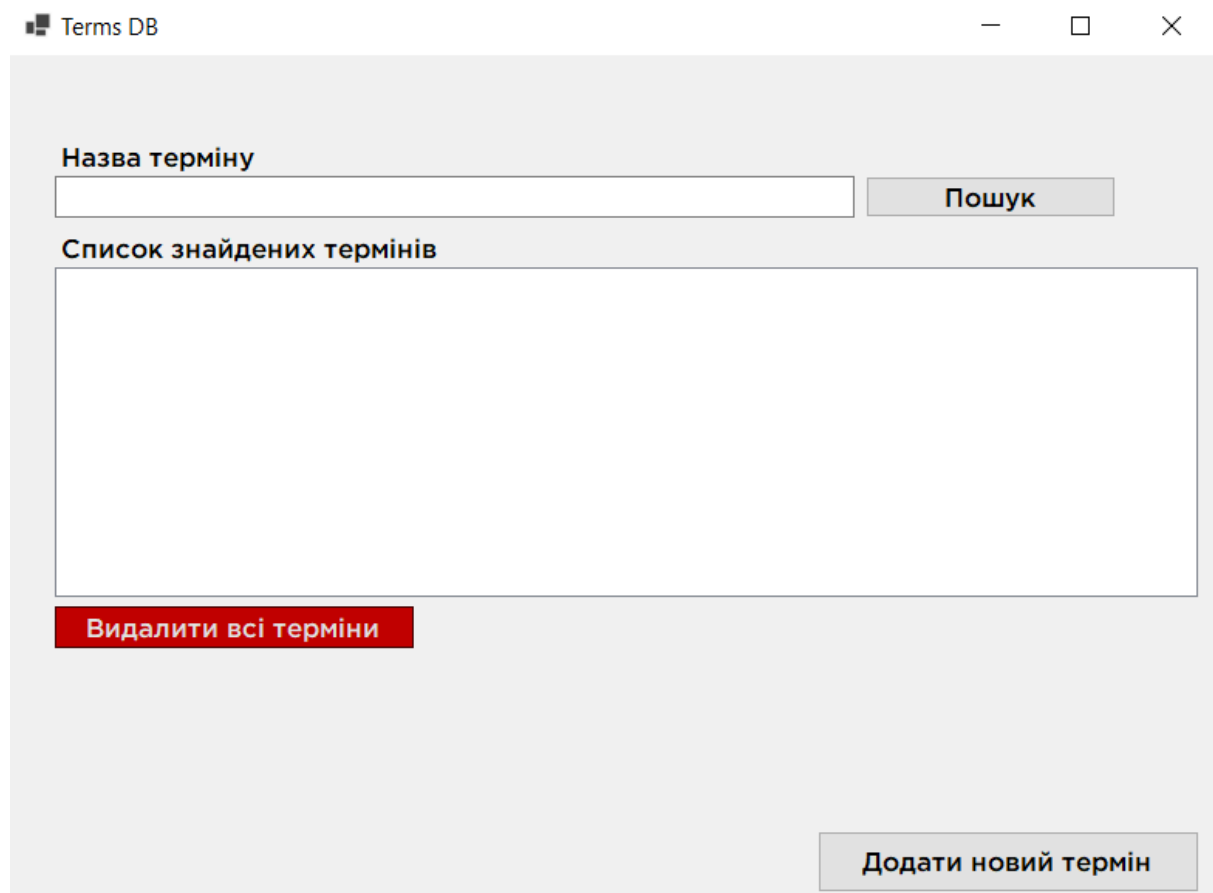 Terms DB
Назва терміну
Пошук
Список знайдених термінів
Видалити всі терміни
Додати новий термін